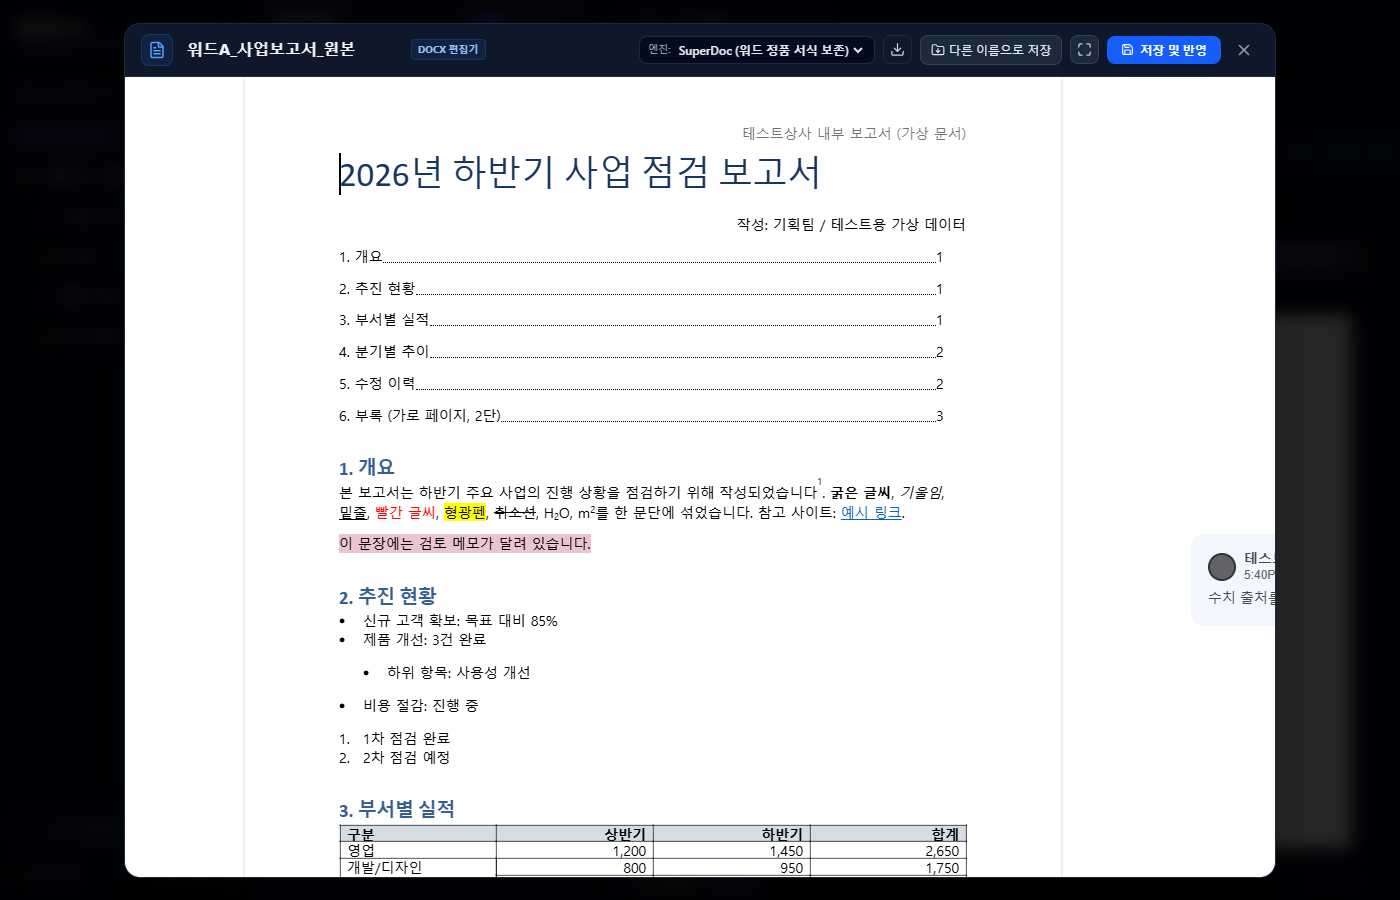 워드A_사업보고서_원본
DOCX 편집기
엔진: SuperDoc (워드 정품 서식 보존)
다른 이름으로 저장
저장 및 반영
테스트상사 내부 보고서 (가상 문서)
2026년 하반기 사업 점검 보고서
작성: 기획팀 / 테스트용 가상 데이터
1. 개요 1
2. 추진 현황 1
3. 부서별 실적 1
4. 분기별 추이 2
5. 수정 이력 2
6. 부록 (가로 페이지, 2단) 3
1. 개요
본 보고서는 하반기 주요 사업의 진행 상황을 점검하기 위해 작성되었습니다1. 굵은 글씨, 기울임,
밑줄, 빨간 글씨, 형광펜, 취소선, H₂O, m²를 한 문단에 섞었습니다. 참고 사이트: 예시 링크.
이 문장에는 검토 메모가 달려 있습니다.
테스
5:40P
수치 출처를
2. 추진 현황
• 신규 고객 확보: 목표 대비 85%
• 제품 개선: 3건 완료
• 하위 항목: 사용성 개선
• 비용 절감: 진행 중
1. 1차 점검 완료
2. 2차 점검 예정
3. 부서별 실적
구분 상반기 하반기 합계
영업 1,200 1,450 2,650
개발/디자인 800 950 1,750